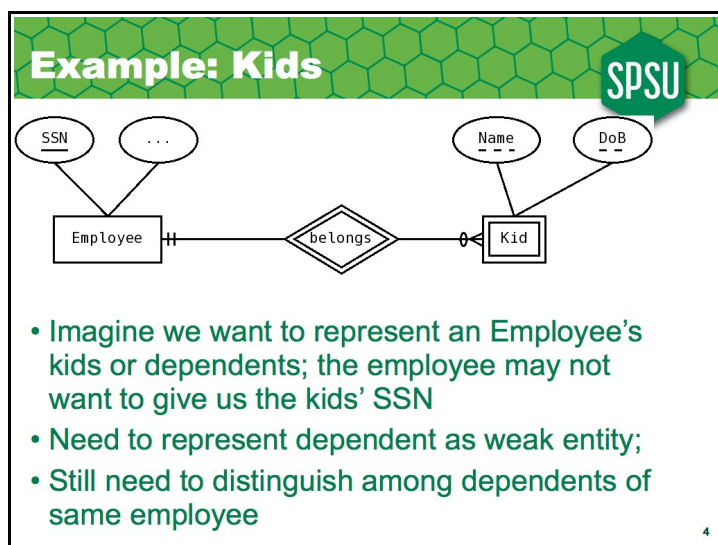 Example: Kids
SPSU
SSN
...
Name
DoB
Employee
belongs
Kid
• Imagine we want to represent an Employee's
kids or dependents; the employee may not
want to give us the kids' SSN
• Need to represent dependent as weak entity;
• Still need to distinguish among dependents of
same employee
4